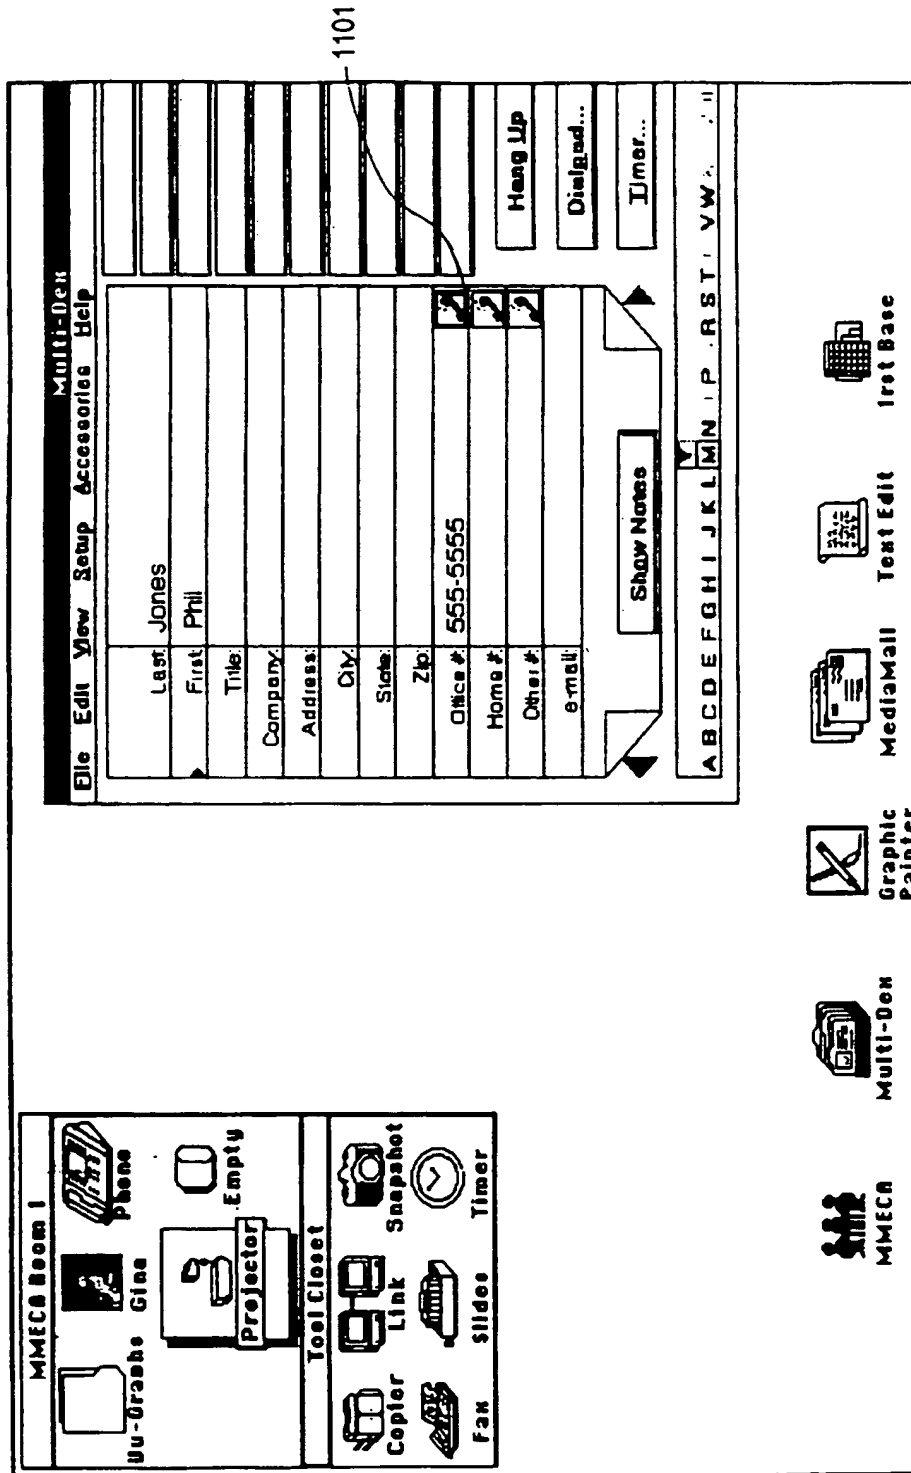 1101
Multi-Dex
File Edit View Setup Accessories Help
Last: Jones
First: Phil
Title:
Company:
Address:
City:
State:
Zip:
Office #: 555-5555
Home #:
Other #:
e-mail:
Show Notes
Hang Up
Dialpad...
Timer...
A B C D E F G H I J K L M N P R S T V W
MMECA Room 1
Vu-Graphs
Gina
Phone
Projector
Empty
Tool Closet
Copier
Link
Snapshot
Fax
Slides
Timer
MMECA
Multi-Dex
Graphic
Painter
MediaMail
Text Edit
Base